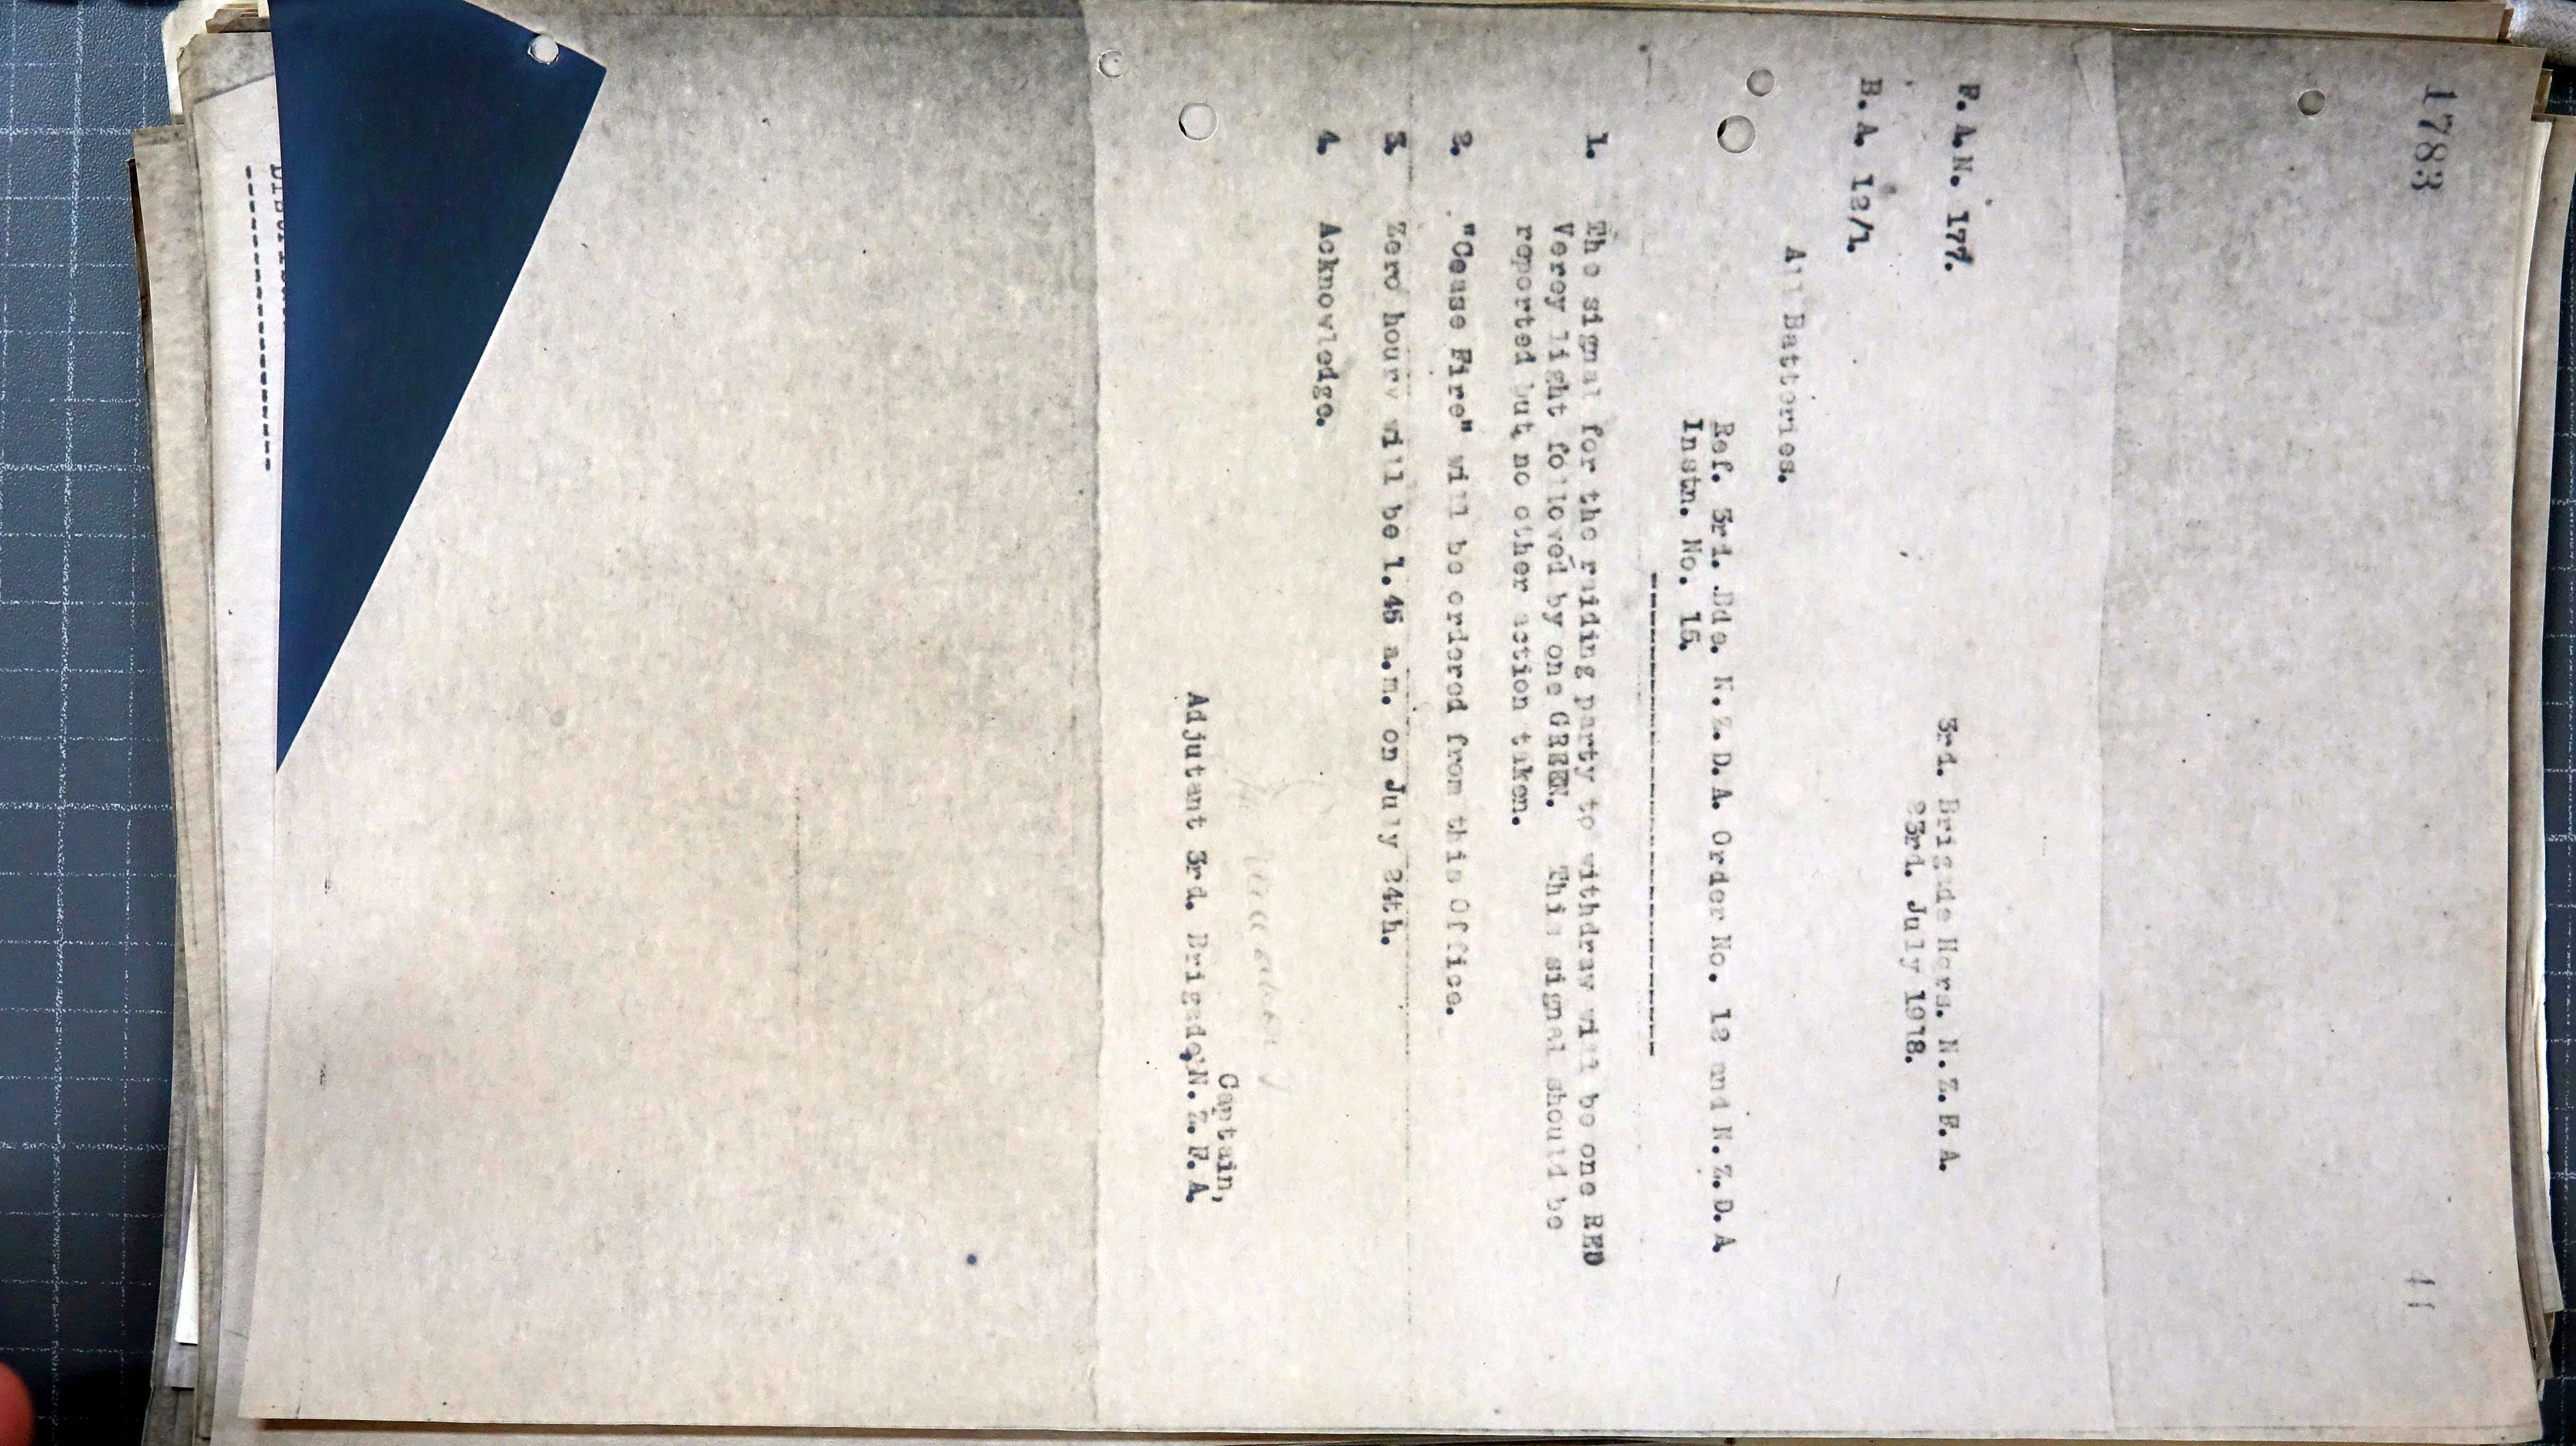 1783
41
3rd. Brigade Hqrs. N.Z.F.A.
23rd. July 1918.
F.A.N. 177.
B.A. 12/1.
All Batteries.
Ref. 3rd. Bde. N.Z.D.A. Order No. 12 and N.Z.D.A
Instn. No. 15.
1. The signal for the raiding party to withdraw will be one RED
Verey light followed by one GREEN. This signal should be
reported but no other action taken.
2. "Cease Fire" will be ordered from this Office.
3. Zero hour will be 1.45 a.m. on July 24th.
4. Acknowledge.
Captain,
Adjutant 3rd. Brigade, N.Z.F.A.